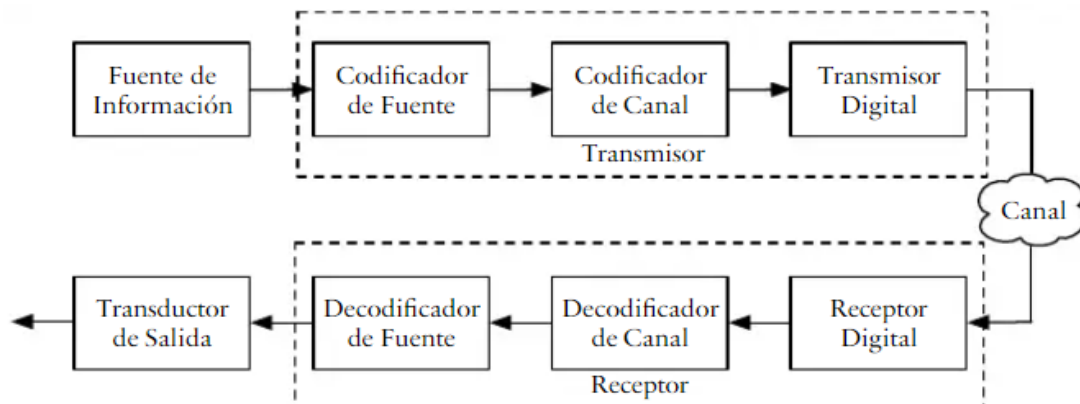 Fuente de
Información
Codificador
de Fuente
Codificador
de Canal
Transmisor
Digital
Transmisor
Canal
Transductor
de Salida
Decodificador
de Fuente
Decodificador
de Canal
Receptor
Digital
Receptor